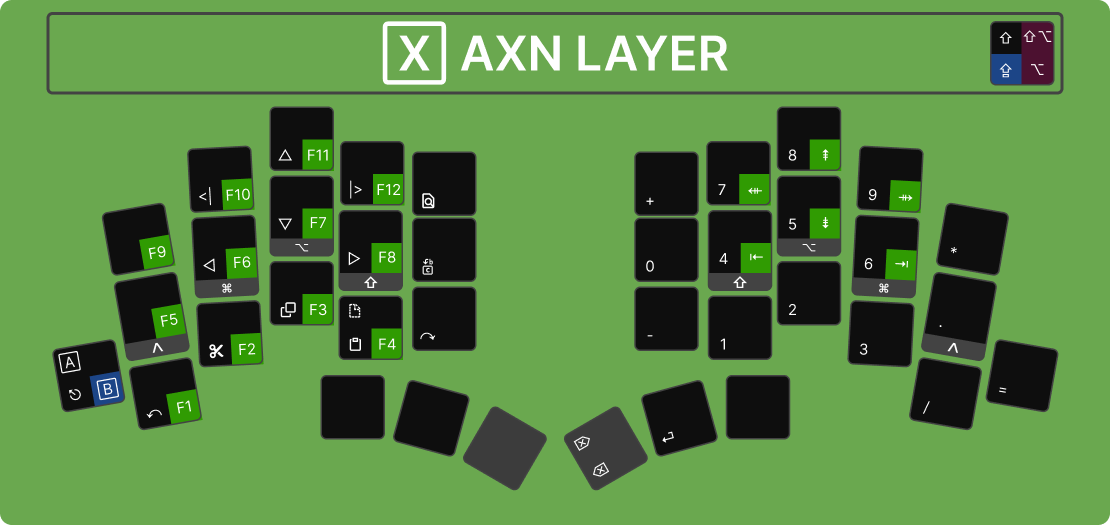 X AXN LAYER
⇧ ⇧⌥
⇪ ⌥
F9
<| F10
△ F11
|> F12
+
7
8
9
*
F5
^
◁ F6
⌘
▽ F7
⌥
▷ F8
⇧
b
c
0
4
⇧
5
⌥
6
⌘
.
^
A
B
F1
F2
F3
F4
-
1
2
3
/
=